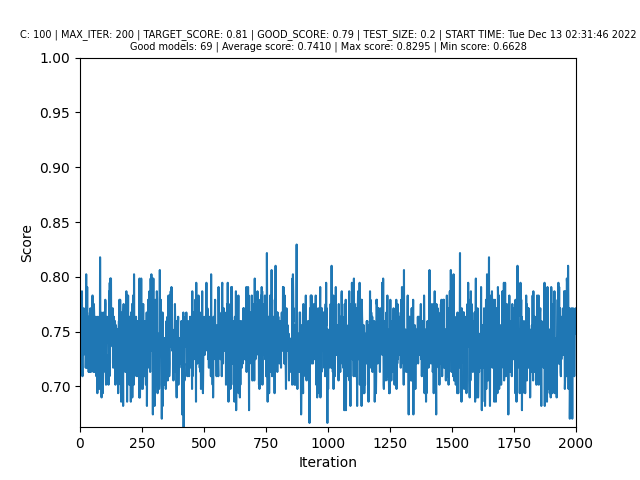 C: 100 | MAX_ITER: 200 | TARGET_SCORE: 0.81 | GOOD_SCORE: 0.79 | TEST_SIZE: 0.2 | START TIME: Tue Dec 13 02:31:46 2022
Good models: 69 | Average score: 0.7410 | Max score: 0.8295 | Min score: 0.6628
1.00
0.95
0.90
0.85
0.80
0.75
0.70
Score
0 250 500 750 1000 1250 1500 1750 2000
Iteration